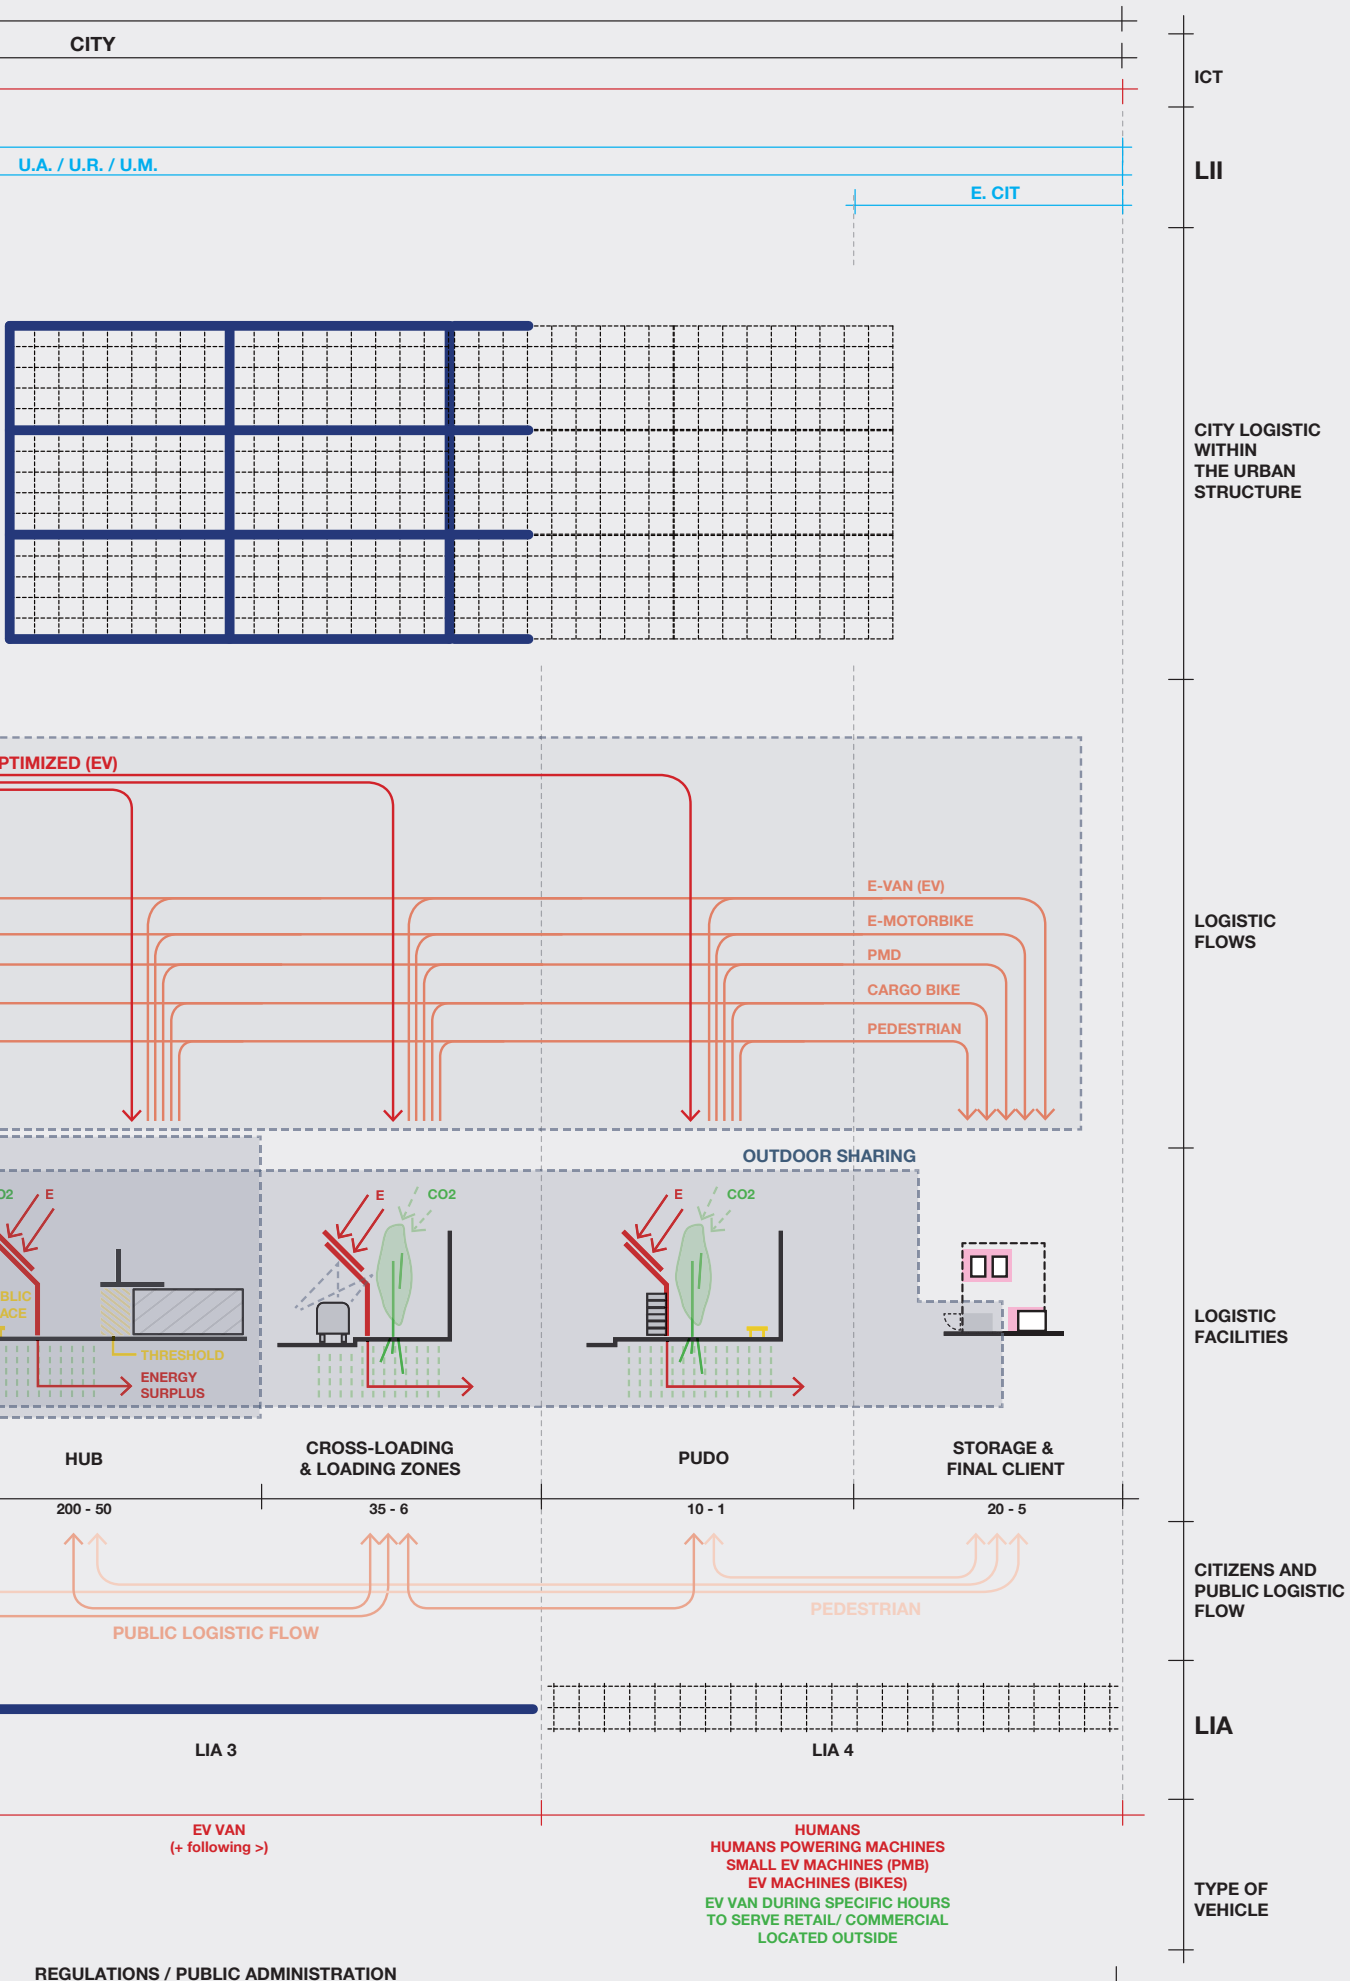 CITY
ICT
U.A. / U.R. / U.M.
LII
E. CIT
CITY LOGISTIC
WITHIN
THE URBAN
STRUCTURE
PTIMIZED (EV)
E-VAN (EV)
E-MOTORBIKE
PMD
CARGO BIKE
PEDESTRIAN
LOGISTIC
FLOWS
OUTDOOR SHARING
O2
E
E
CO2
E
CO2
BLIC
ACE
THRESHOLD
ENERGY
SURPLUS
LOGISTIC
FACILITIES
HUB
CROSS-LOADING
& LOADING ZONES
PUDO
STORAGE &
FINAL CLIENT
200 - 50
35 - 6
10 - 1
20 - 5
PUBLIC LOGISTIC FLOW
PEDESTRIAN
CITIZENS AND
PUBLIC LOGISTIC
FLOW
LIA 3
LIA 4
LIA
EV VAN
(+ following >)
HUMANS
HUMANS POWERING MACHINES
SMALL EV MACHINES (PMB)
EV MACHINES (BIKES)
EV VAN DURING SPECIFIC HOURS
TO SERVE RETAIL/ COMMERCIAL
LOCATED OUTSIDE
TYPE OF
VEHICLE
REGULATIONS / PUBLIC ADMINISTRATION